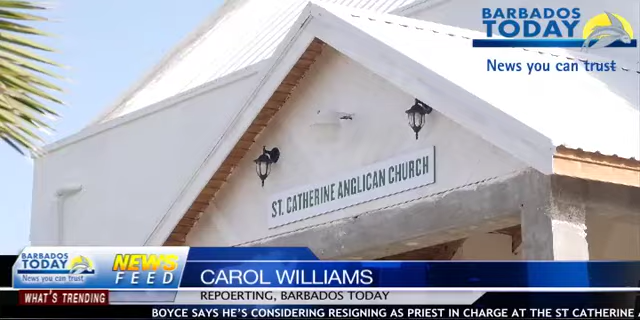 BARBADOS
TODAY
News you can trust
ST. CATHERINE ANGLICAN CHURCH
BARBADOS
TODAY
News you can trust
NEWS
FEED
CAROL WILLIAMS
REPOERTING, BARBADOS TODAY
WHAT'S TRENDING
BOYCE SAYS HE'S CONSIDERING RESIGNING AS PRIEST IN CHARGE AT THE ST CATHERINE A